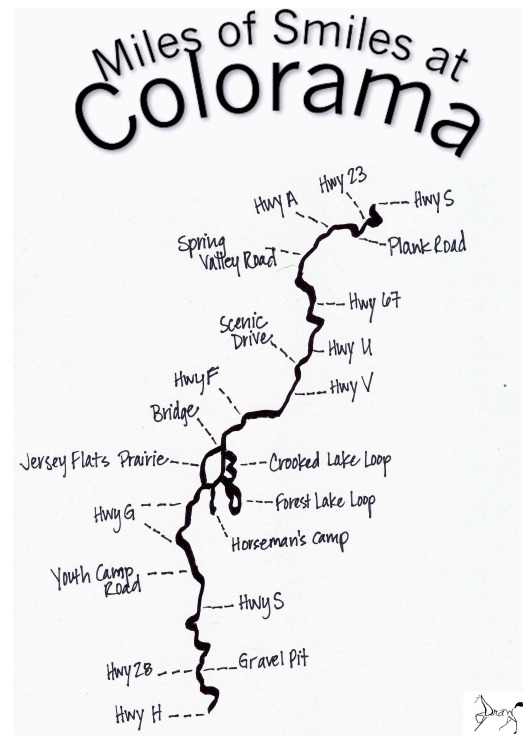 Miles of Smiles at
Colorama
Hwy 23
Hwy S
Hwy A
Plank Road
Spring
Valley Road
Hwy 67
Scenic
Drive
Hwy U
Hwy V
Hwy F
Bridge
Jersey Flats Prairie
Crooked Lake Loop
Forest Lake Loop
Hwy G
Horseman's Camp
Youth Camp
Road
Hwy S
Gravel Pit
Hwy 28
Hwy H